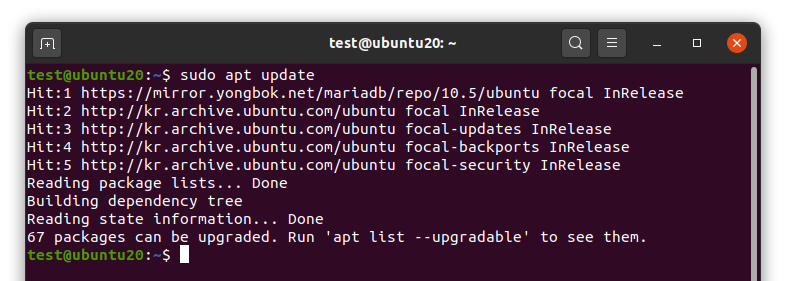 test@ubuntu20: ~
test@ubuntu20:~$ sudo apt update
Hit:1 https://mirror.yongbok.net/mariadb/repo/10.5/ubuntu focal InRelease
Hit:2 http://kr.archive.ubuntu.com/ubuntu focal InRelease
Hit:3 http://kr.archive.ubuntu.com/ubuntu focal-updates InRelease
Hit:4 http://kr.archive.ubuntu.com/ubuntu focal-backports InRelease
Hit:5 http://kr.archive.ubuntu.com/ubuntu focal-security InRelease
Reading package lists... Done
Building dependency tree
Reading state information... Done
67 packages can be upgraded. Run 'apt list --upgradable' to see them.
test@ubuntu20:~$